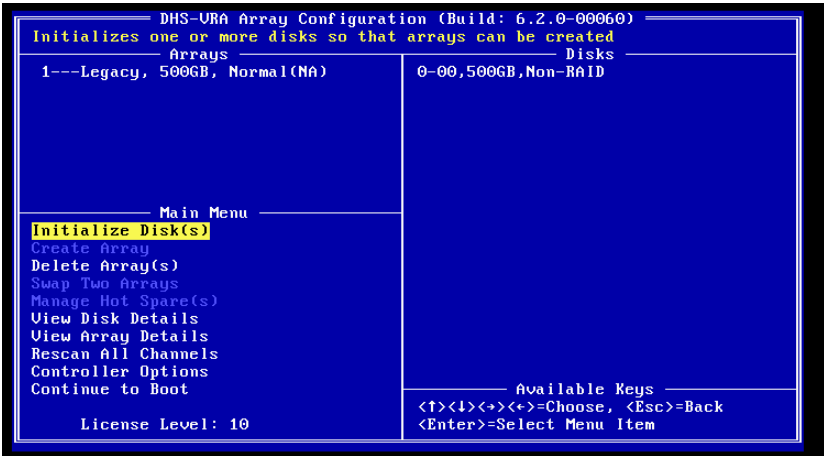 DHS-VRA Array Configuration (Build: 6.2.0-00060)
Initializes one or more disks so that arrays can be created
Arrays
1---Legacy, 500GB, Normal(NA)
Disks
0-00,500GB,Non-RAID
Main Menu
Initialize Disk(s)
Create Array
Delete Array(s)
Swap Two Arrays
Manage Hot Spare(s)
View Disk Details
View Array Details
Rescan All Channels
Controller Options
Continue to Boot
License Level: 10
Available Keys
<↑><↓><→><←>=Choose, <Esc>=Back
<Enter>=Select Menu Item